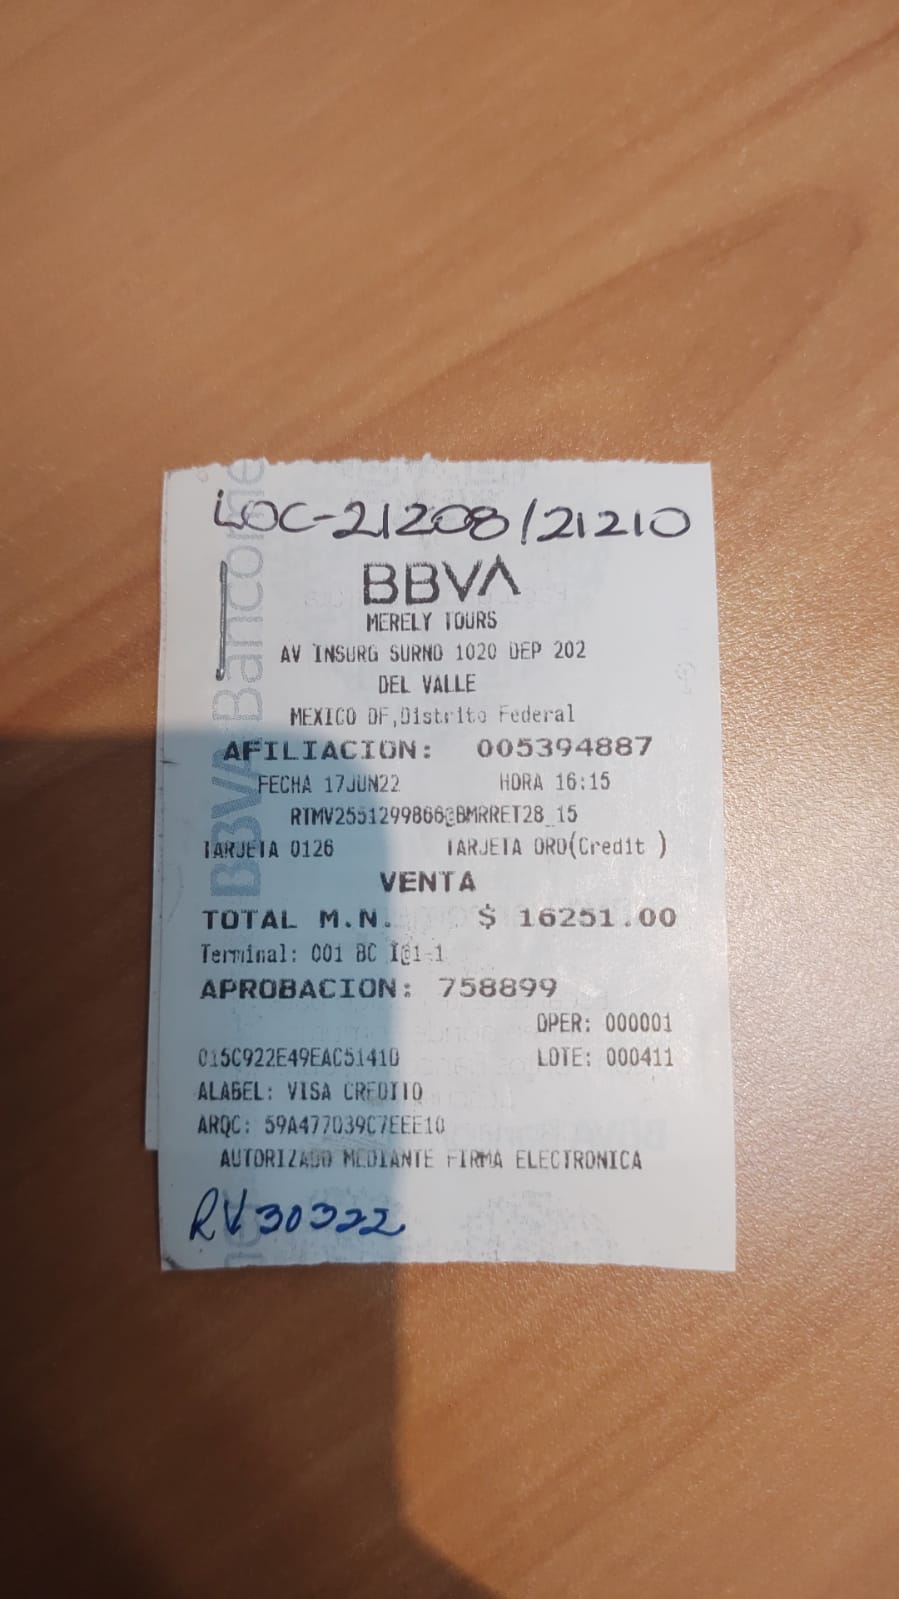 LOC-21208/21210
BBVA
MERELY TOURS
AV INSURG SURNO 1020 DEP 202
DEL VALLE
MEXICO DF,Distrito Federal
AFILIACION: 005394887
FECHA 17JUN22 HORA 16:15
RTMV2551299866@BMRRET28_15
TARJETA 0126 TARJETA ORO(Credit )
VENTA
TOTAL M.N. $ 16251.00
Terminal: 001 BC I@1-1
APROBACION: 758899
OPER: 000001
015C922E49EAC51410 LOTE: 000411
ALABEL: VISA CREDITO
ARQC: 59A477039C7EEE10
AUTORIZADO MEDIANTE FIRMA ELECTRONICA
RV30322
BBVA Bancomer